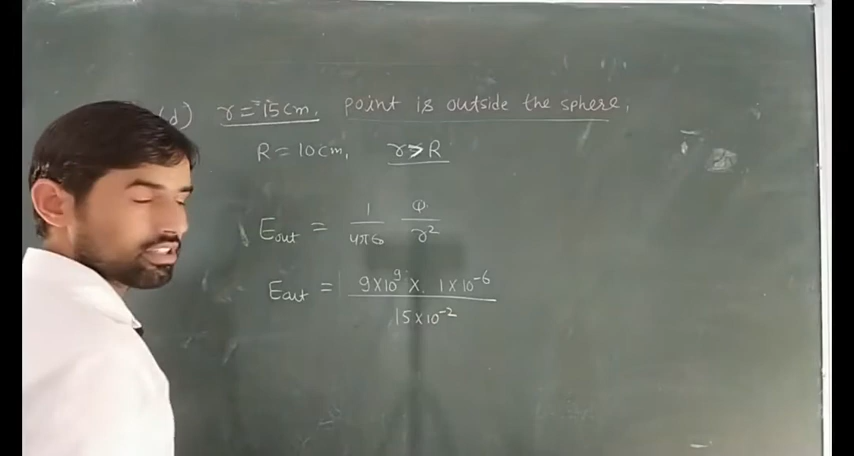 (d) r = 15 cm, point is outside the sphere.
R = 10 cm, r > R
E_out = 1/4πε₀ Q/r²
E_out = 9×10⁹ × 1×10⁻⁶ / 15×10⁻²